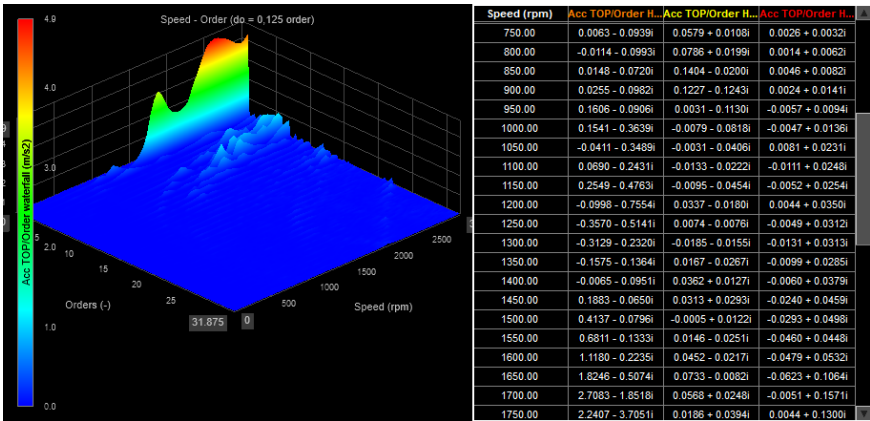 Speed - Order (do = 0,125 order)
4.9
4.0
3.0
2.0
1.0
0.0
Acc TOP/Order waterfall (m/s2)
5
10
15
20
25
31.875
Orders (-)
0
500
1000
1500
2000
2500
Speed (rpm)
Speed (rpm) Acc TOP/Order H... Acc TOP/Order H... Acc TOP/Order H...
750.00 0.0063 - 0.0939i 0.0579 + 0.0108i 0.0026 + 0.0032i
800.00 -0.0114 - 0.0993i 0.0786 + 0.0199i 0.0014 + 0.0062i
850.00 0.0148 - 0.0720i 0.1404 - 0.0200i 0.0046 + 0.0082i
900.00 0.0255 - 0.0982i 0.1227 - 0.1243i 0.0024 + 0.0141i
950.00 0.1606 - 0.0906i 0.0031 - 0.1130i -0.0057 + 0.0094i
1000.00 0.1541 - 0.3639i -0.0079 - 0.0818i -0.0047 + 0.0136i
1050.00 -0.0411 - 0.3489i -0.0031 - 0.0406i 0.0081 + 0.0231i
1100.00 0.0690 - 0.2431i -0.0133 - 0.0222i -0.0111 + 0.0248i
1150.00 0.2549 - 0.4763i -0.0095 - 0.0454i -0.0052 + 0.0254i
1200.00 -0.0998 - 0.7554i 0.0337 - 0.0180i 0.0044 + 0.0350i
1250.00 -0.3570 - 0.5141i 0.0074 - 0.0076i -0.0049 + 0.0312i
1300.00 -0.3129 - 0.2320i -0.0185 - 0.0155i -0.0131 + 0.0313i
1350.00 -0.1575 - 0.1364i 0.0167 - 0.0267i -0.0099 + 0.0285i
1400.00 -0.0065 - 0.0951i 0.0362 + 0.0127i -0.0060 + 0.0379i
1450.00 0.1883 - 0.0650i 0.0313 + 0.0293i -0.0240 + 0.0459i
1500.00 0.4137 - 0.0796i -0.0005 + 0.0122i -0.0293 + 0.0498i
1550.00 0.6811 - 0.1333i 0.0146 - 0.0251i -0.0460 + 0.0448i
1600.00 1.1180 - 0.2235i 0.0452 - 0.0217i -0.0479 + 0.0532i
1650.00 1.8246 - 0.5074i 0.0733 - 0.0082i -0.0623 + 0.1064i
1700.00 2.7083 - 1.8518i 0.0568 - 0.0248i -0.0051 + 0.1571i
1750.00 2.2407 - 3.7051i 0.0186 + 0.0394i 0.0044 + 0.1300i